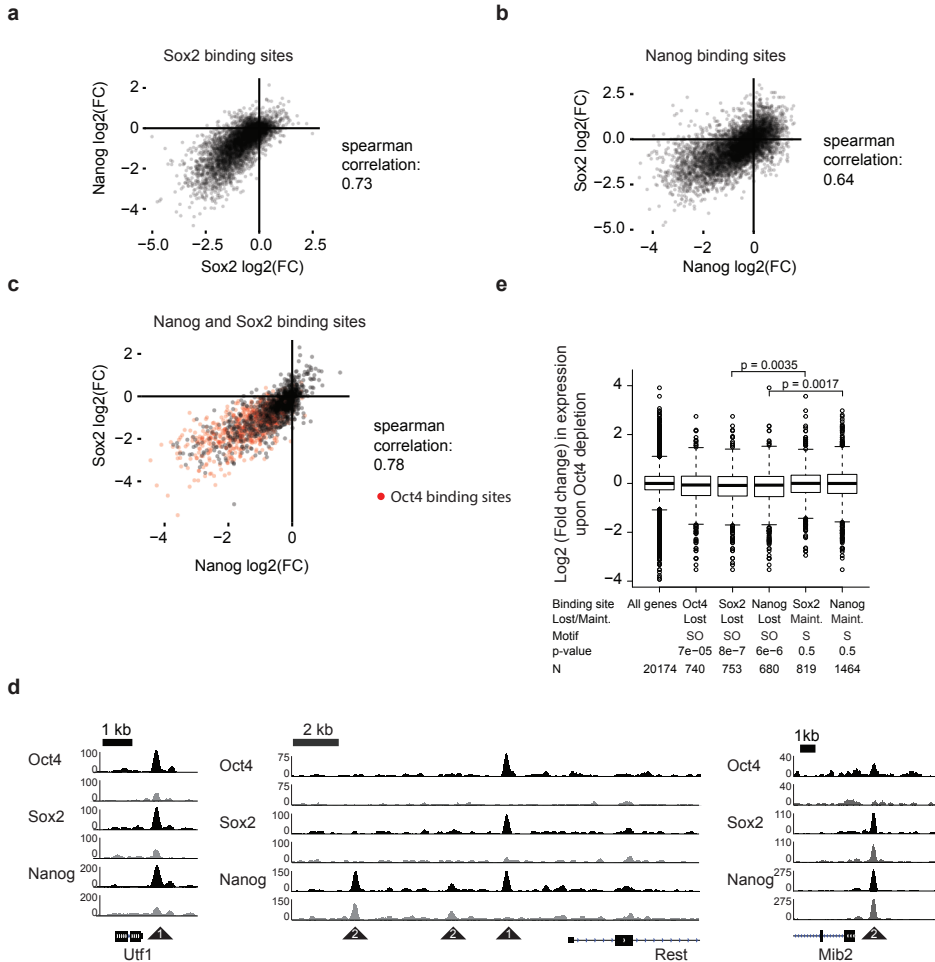 a
Sox2 binding sites
2
0
−2
−4
Nanog log2(FC)
−5.0 −2.5 0.0 2.5
Sox2 log2(FC)
spearman
correlation:
0.73
b
Nanog binding sites
2.5
0.0
−2.5
−5.0
Sox2 log2(FC)
−4 −2 0
Nanog log2(FC)
spearman
correlation:
0.64
c
Nanog and Sox2 binding sites
2
0
−2
−4
Sox2 log2(FC)
−4 −2 0
Nanog log2(FC)
spearman
correlation:
0.78
Oct4 binding sites
e
p = 0.0035
p = 0.0017
4
2
0
−2
−4
Log2 (Fold change) in expression
upon Oct4 depletion
Binding site All genes Oct4 Sox2 Nanog Sox2 Nanog
Lost/Maint. Lost Lost Lost Maint. Maint.
Motif SO SO SO S S
p-value 7e−05 8e−7 6e−6 0.5 0.5
N 20174 740 753 680 819 1464
d
1 kb
Oct4 100 0
100 0
Sox2 100 0
100 0
Nanog 200 0
200 0
1
Utf1
2 kb
Oct4 75 0
75 0
Sox2 100 0
100 0
Nanog 150 0
150 0
2 2 1
Rest
1kb
Oct4 40 0
40 0
Sox2 110 0
110 0
Nanog 275 0
275 0
2
Mib2